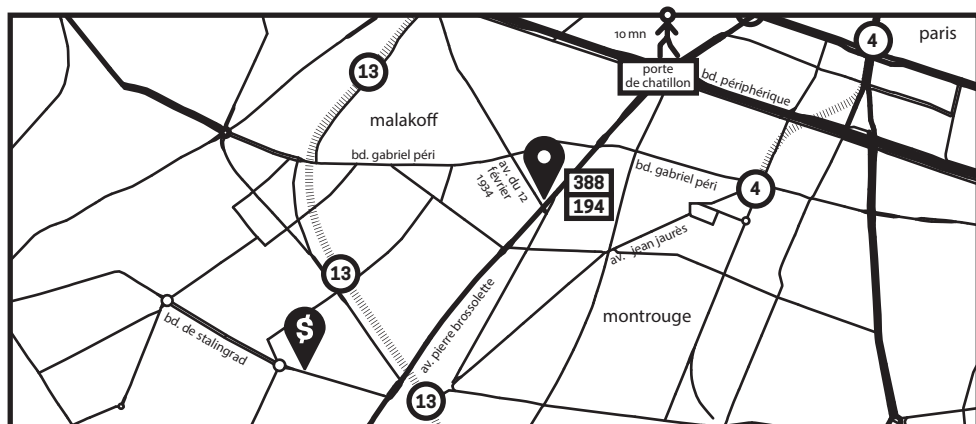 10 mn
4
paris
porte
de chatillon
13
bd. périphérique
malakoff
bd. gabriel péri
av. du 12
février
1934
388
194
bd. gabriel péri
4
av. jean jaurès
13
montrouge
$
bd. de stalingrad
av. pierre brossolette
13